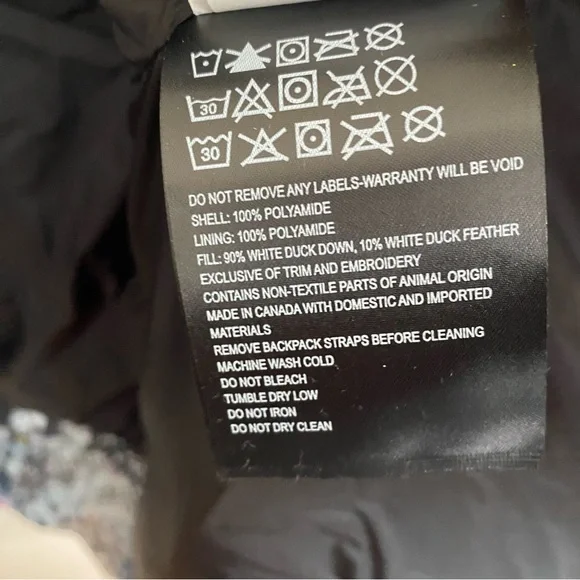 30
30
DO NOT REMOVE ANY LABELS-WARRANTY WILL BE VOID
SHELL: 100% POLYAMIDE
LINING: 100% POLYAMIDE
FILL: 90% WHITE DUCK DOWN, 10% WHITE DUCK FEATHER
EXCLUSIVE OF TRIM AND EMBROIDERY
CONTAINS NON-TEXTILE PARTS OF ANIMAL ORIGIN
MADE IN CANADA WITH DOMESTIC AND IMPORTED
MATERIALS
REMOVE BACKPACK STRAPS BEFORE CLEANING
MACHINE WASH COLD
DO NOT BLEACH
TUMBLE DRY LOW
DO NOT IRON
DO NOT DRY CLEAN